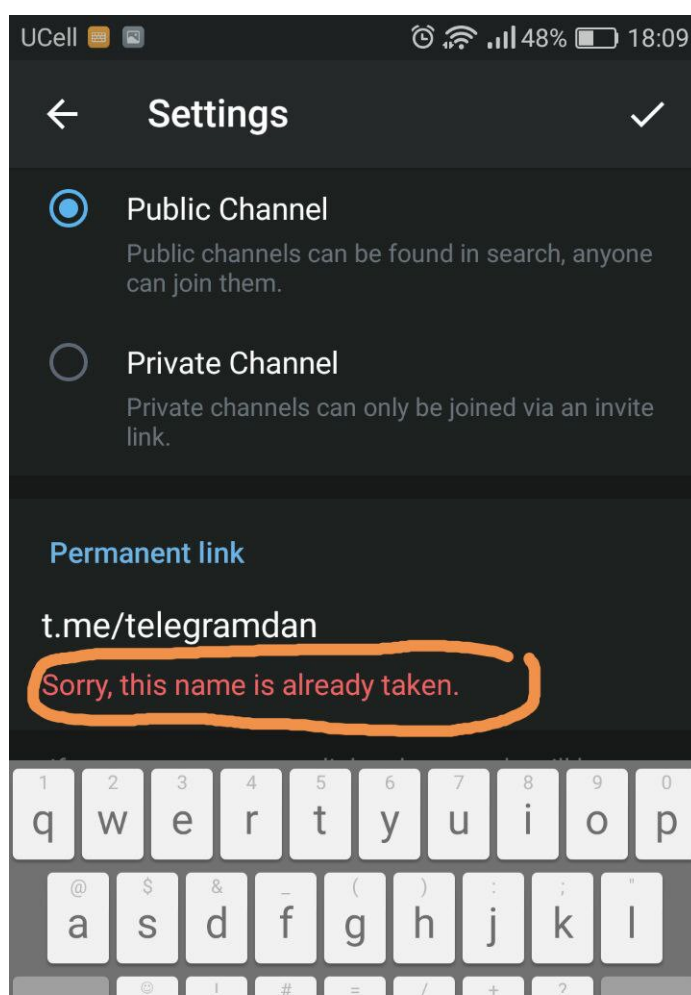 UCell 48% 18:09
Settings
Public Channel
Public channels can be found in search, anyone
can join them.
Private Channel
Private channels can only be joined via an invite
link.
Permanent link
t.me/telegramdan
Sorry, this name is already taken.
1 2 3 4 5 6 7 8 9 0
q w e r t y u i o p
@ $ & _ ( ) : ; "
a s d f g h j k l
! # = / + ?